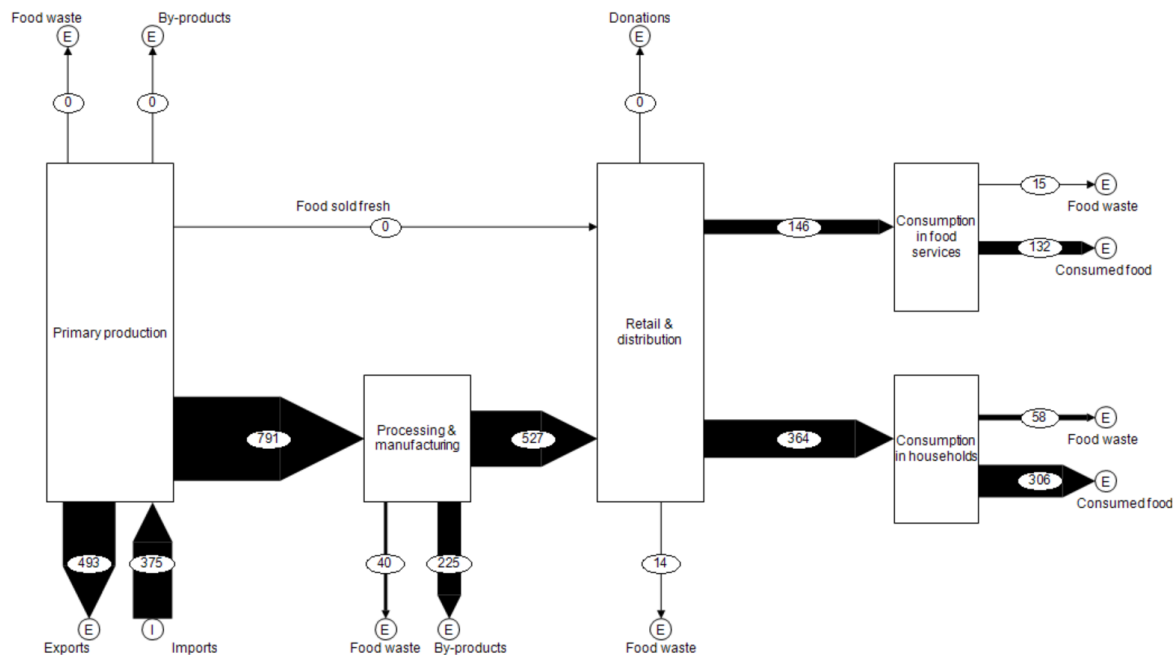 Food waste
By-products
Donations
E
E
E
0
0
0
Food sold fresh
0
146
15
E
Food waste
Consumption
in food
services
132
E
Consumed food
Primary production
Retail &
distribution
791
Processing &
manufacturing
527
364
Consumption
in households
58
E
Food waste
306
E
Consumed food
493
375
40
225
14
E
I
E
E
E
Exports
Imports
Food waste
By-products
Food waste